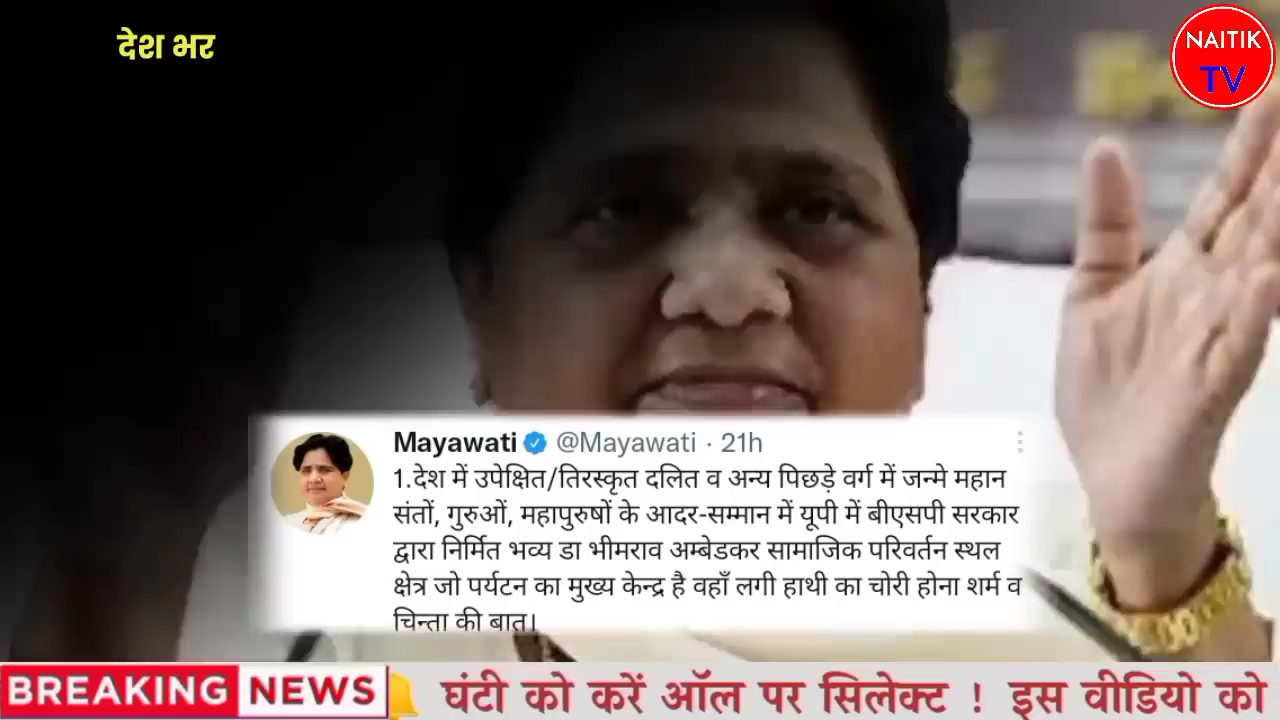 देश भर
NAITIK
TV
Mayawati @Mayawati · 21h
1.देश में उपेक्षित/तिरस्कृत दलित व अन्य पिछड़े वर्ग में जन्मे महान
संतों, गुरुओं, महापुरुषों के आदर-सम्मान में यूपी में बीएसपी सरकार
द्वारा निर्मित भव्य डा भीमराव अम्बेडकर सामाजिक परिवर्तन स्थल
क्षेत्र जो पर्यटन का मुख्य केन्द्र है वहाँ लगी हाथी का चोरी होना शर्म व
चिन्ता की बात।
BREAKING NEWS घंटी को करें ऑल पर सिलेक्ट ! इस वीडियो को